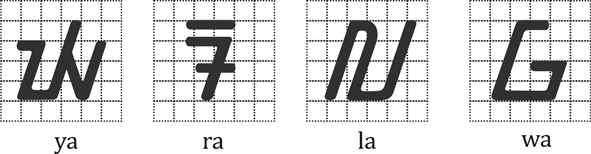 ᮚ ᮛ ᮜ ᮝ
ya ra la wa